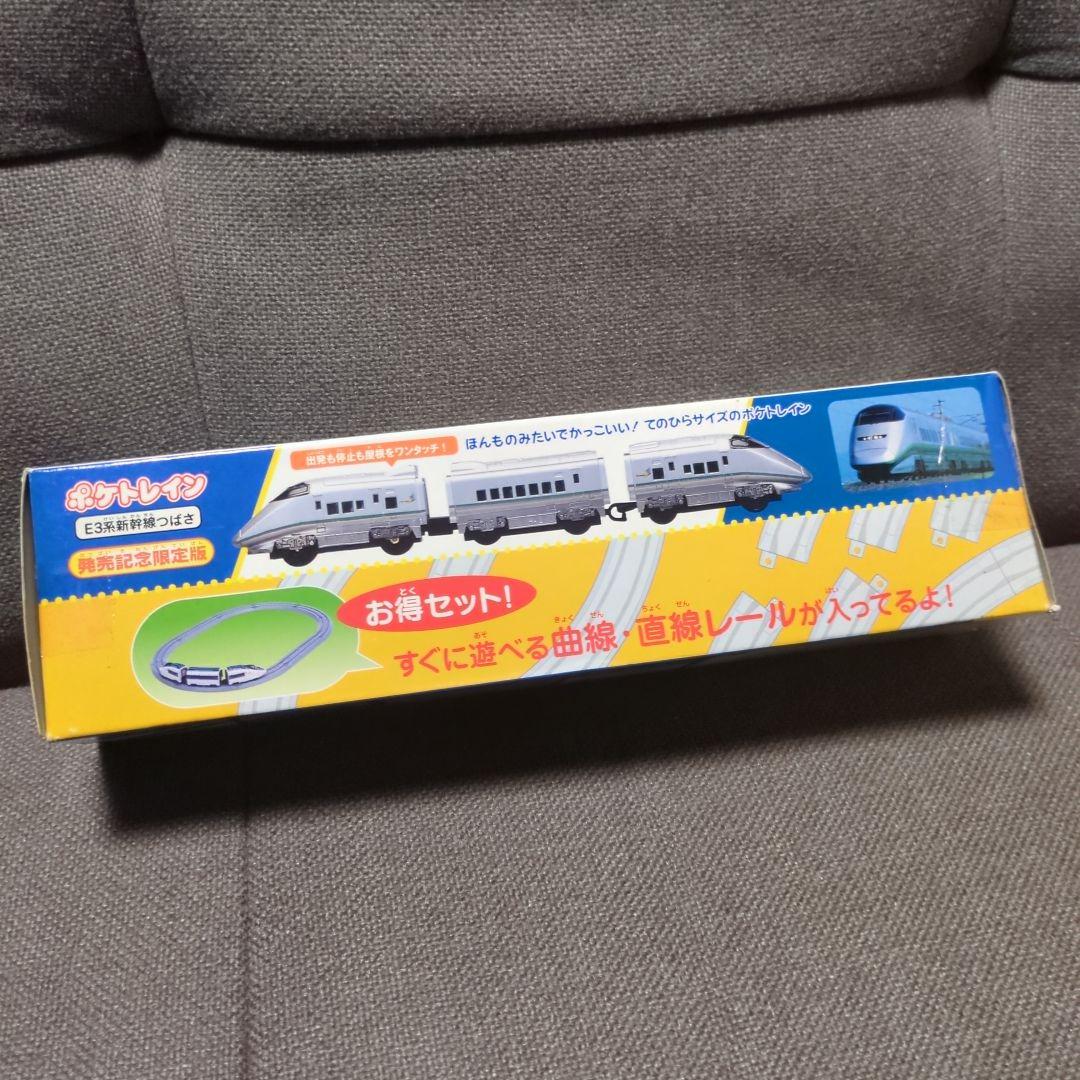 ポケトレイン
E3系新幹線つばさ
発売記念限定版
出発も停止も屋根をワンタッチ!
ほんものみたいでかっこいい! てのひらサイズのポケトレイン
お得セット!
すぐに遊べる曲線・直線レールが入ってるよ!